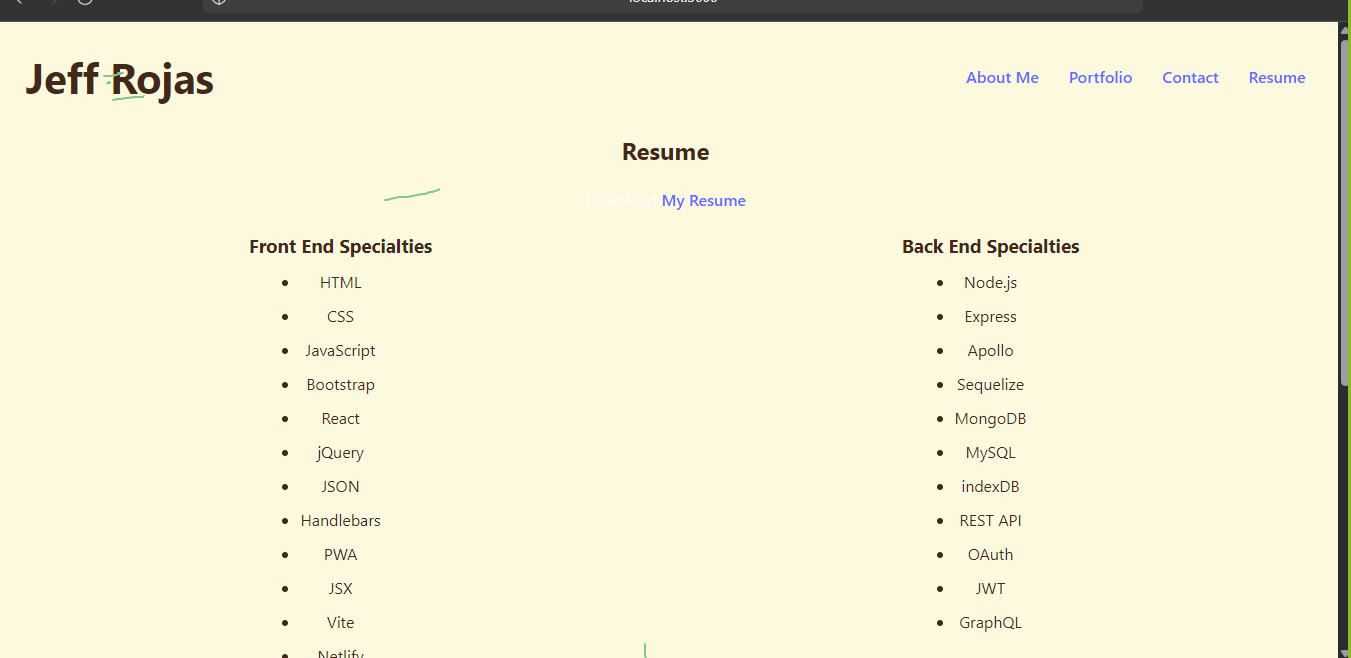 Jeff Rojas
About Me Portfolio Contact Resume
Resume
Download My Resume
Front End Specialties
HTML
CSS
JavaScript
Bootstrap
React
jQuery
JSON
Handlebars
PWA
JSX
Vite
Netlify
Back End Specialties
Node.js
Express
Apollo
Sequelize
MongoDB
MySQL
indexDB
REST API
OAuth
JWT
GraphQL